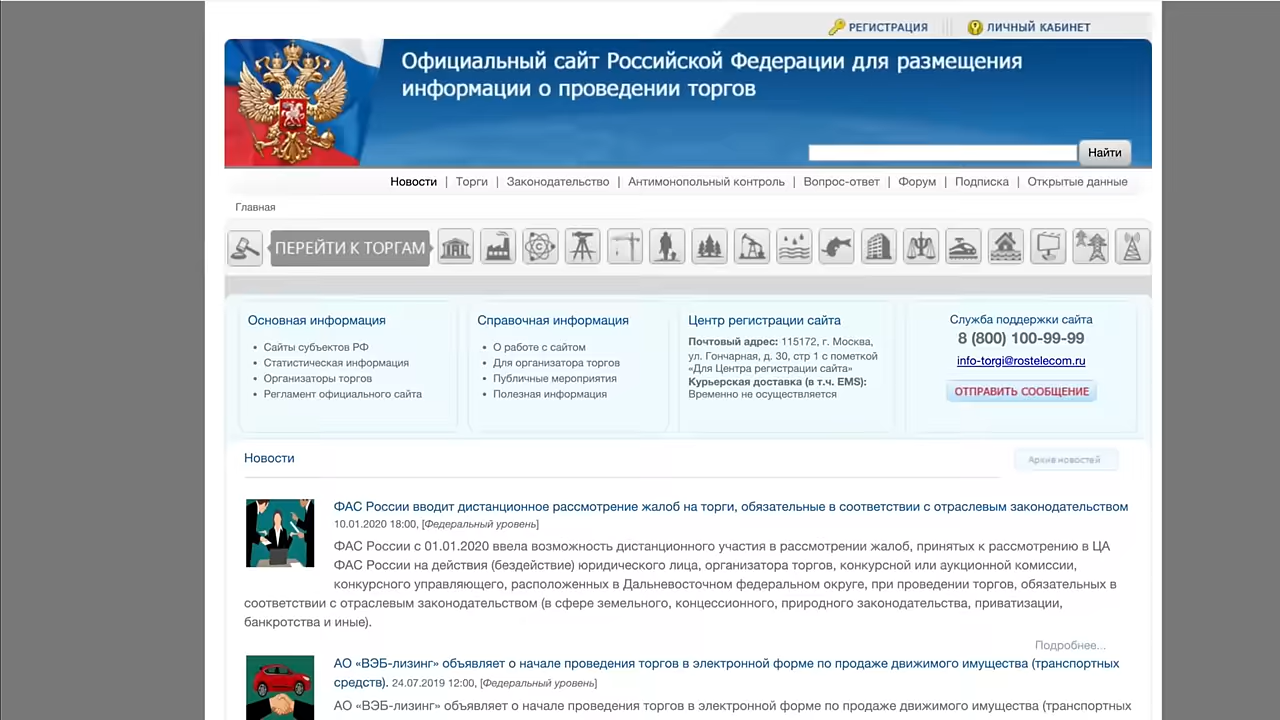 РЕГИСТРАЦИЯ
ЛИЧНЫЙ КАБИНЕТ
Официальный сайт Российской Федерации для размещения
информации о проведении торгов
Найти
Новости | Торги | Законодательство | Антимонопольный контроль | Вопрос-ответ | Форум | Подписка | Открытые данные
Главная
ПЕРЕЙТИ К ТОРГАМ
Основная информация
• Сайты субъектов РФ
• Статистическая информация
• Организаторы торгов
• Регламент официального сайта
Справочная информация
• О работе с сайтом
• Для организатора торгов
• Публичные мероприятия
• Полезная информация
Центр регистрации сайта
Почтовый адрес: 115172, г. Москва,
ул. Гончарная, д. 30, стр 1 с пометкой
«Для Центра регистрации сайта»
Курьерская доставка (в т.ч. EMS):
Временно не осуществляется
Служба поддержки сайта
8 (800) 100-99-99
info-torgi@rostelecom.ru
ОТПРАВИТЬ СООБЩЕНИЕ
Новости
Архив новостей
ФАС России вводит дистанционное рассмотрение жалоб на торги, обязательные в соответствии с отраслевым законодательством
10.01.2020 18:00, [Федеральный уровень]
ФАС России с 01.01.2020 ввела возможность дистанционного участия в рассмотрении жалоб, принятых к рассмотрению в ЦА
ФАС России на действия (бездействие) юридического лица, организатора торгов, конкурсной или аукционной комиссии,
конкурсного управляющего, расположенных в Дальневосточном федеральном округе, при проведении торгов, обязательных в
соответствии с отраслевым законодательством (в сфере земельного, концессионного, природного законодательства, приватизации,
банкротства и иные).
Подробнее...
АО «ВЭБ-лизинг» объявляет о начале проведения торгов в электронной форме по продаже движимого имущества (транспортных
средств). 24.07.2019 12:00, [Федеральный уровень]
АО «ВЭБ-лизинг» объявляет о начале проведения торгов в электронной форме по продаже движимого имущества (транспортных